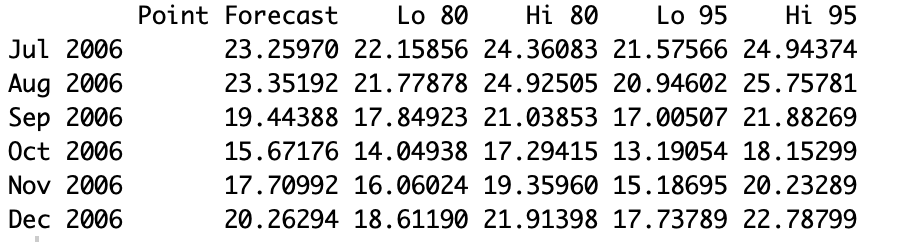 Point Forecast Lo 80 Hi 80 Lo 95 Hi 95
Jul 2006 23.25970 22.15856 24.36083 21.57566 24.94374
Aug 2006 23.35192 21.77878 24.92505 20.94602 25.75781
Sep 2006 19.44388 17.84923 21.03853 17.00507 21.88269
Oct 2006 15.67176 14.04938 17.29415 13.19054 18.15299
Nov 2006 17.70992 16.06024 19.35960 15.18695 20.23289
Dec 2006 20.26294 18.61190 21.91398 17.73789 22.78799